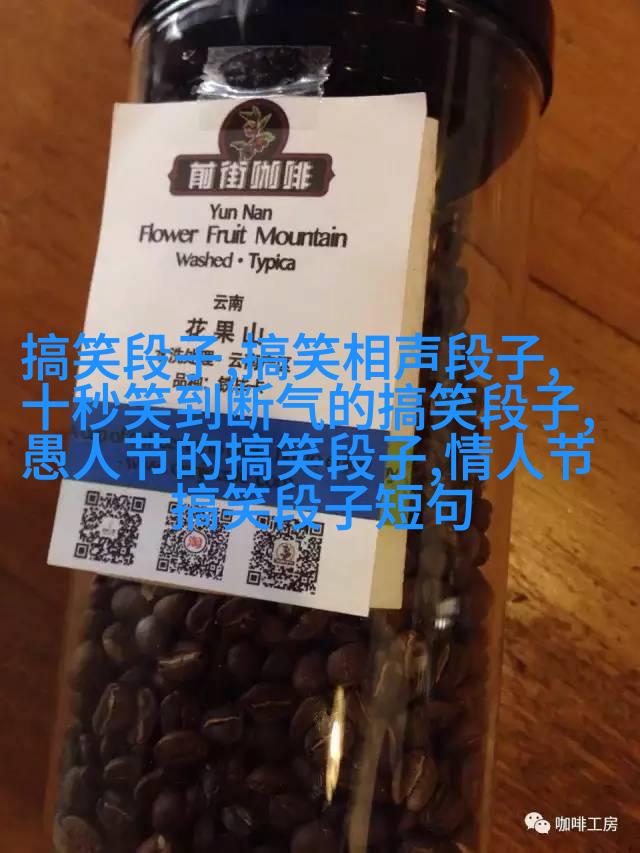 前街咖啡
Yun Nan
Flower Fruit Mountain
Washed • Typica
云南
花果山
搞笑段子,搞笑相声段子,
十秒笑到断气的搞笑段子,
愚人节的搞笑段子,情人节
搞笑段子短句
淘
咖啡工房